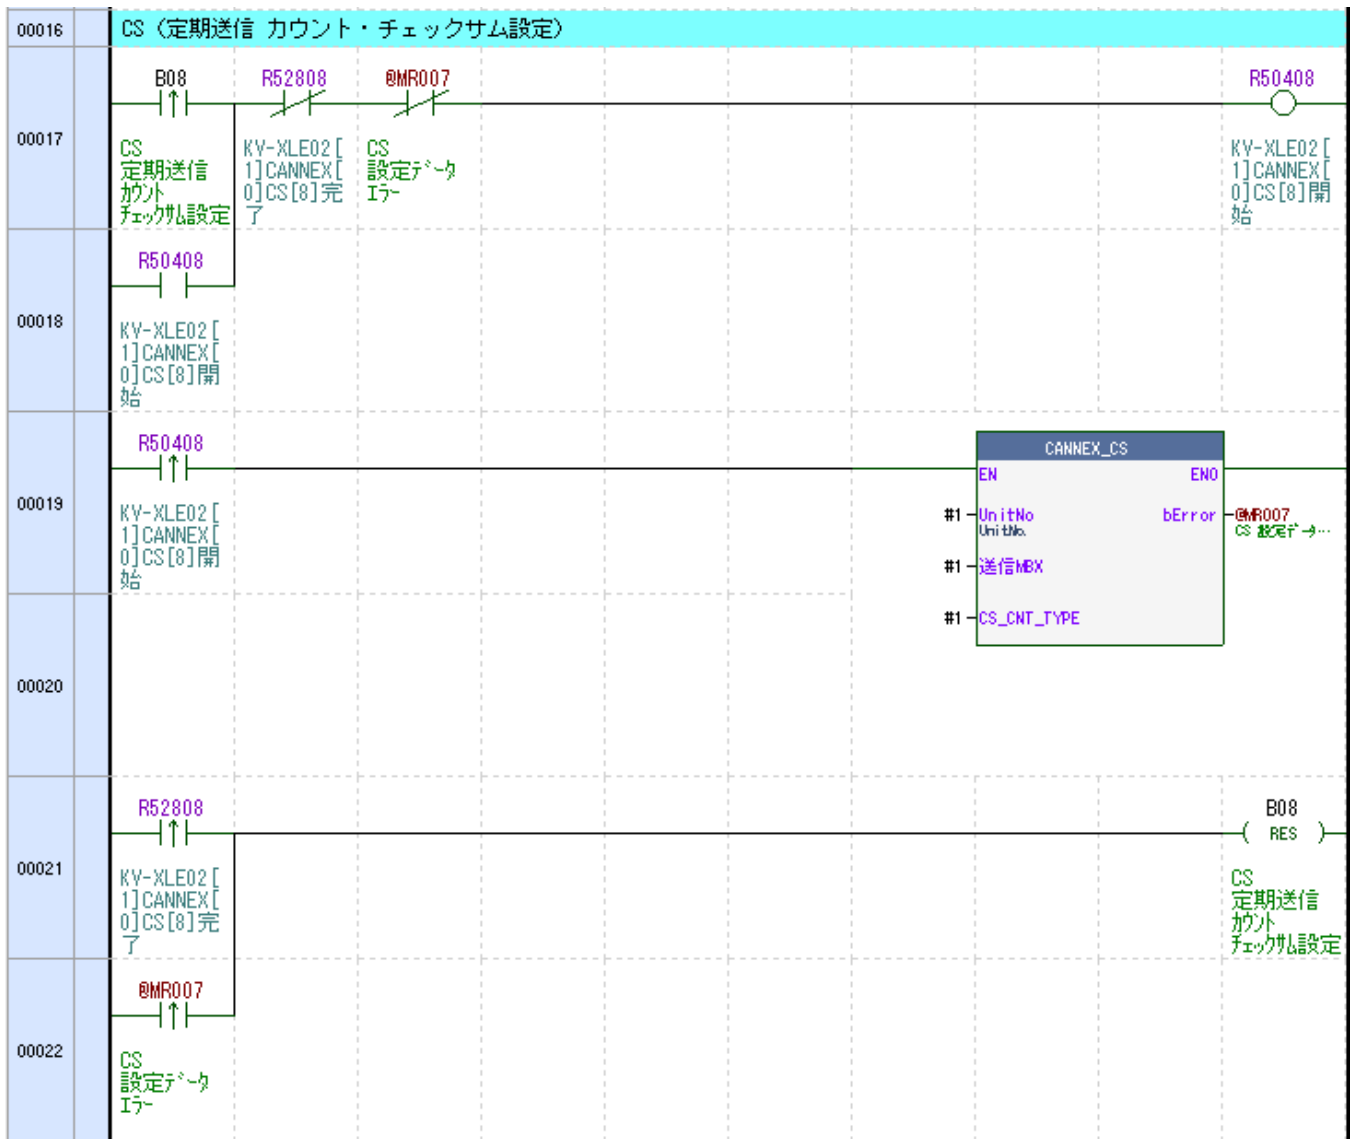 00016
CS（定期送信 カウント・チェックサム設定）
B08
R52808
@MR007
R50408
00017
CS
定期送信
ｶｳﾝﾄ
ﾁｪｯｸｻﾑ設定
KV-XLE02[
1]CANNEX[
0]CS[8]完
了
CS
設定ﾃﾞｰﾀ
ｴﾗｰ
KV-XLE02[
1]CANNEX[
0]CS[8]開
始
R50408
00018
KV-XLE02[
1]CANNEX[
0]CS[8]開
始
R50408
00019
KV-XLE02[
1]CANNEX[
0]CS[8]開
始
CANNEX_CS
EN
ENO
#1
UnitNo
UnitNo.
bError
@MR007
CS 設定ﾃﾞｰﾀ…
#1
送信MBX
#1
CS_CNT_TYPE
00020
R52808
B08
RES
00021
KV-XLE02[
1]CANNEX[
0]CS[8]完
了
CS
定期送信
ｶｳﾝﾄ
ﾁｪｯｸｻﾑ設定
@MR007
00022
CS
設定ﾃﾞｰﾀ
ｴﾗｰ